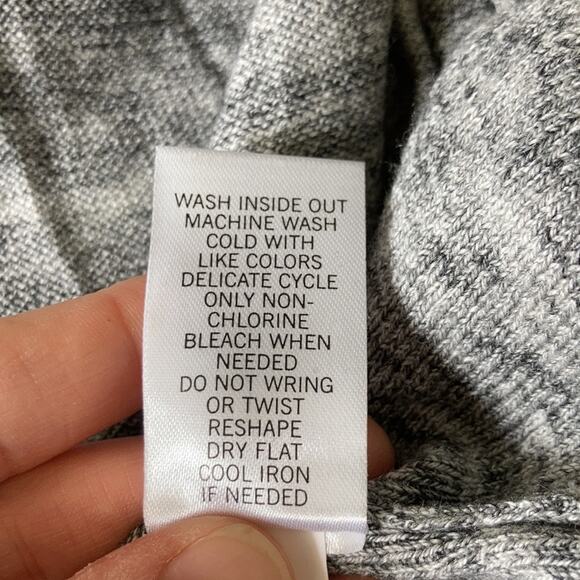 WASH INSIDE OUT
MACHINE WASH
COLD WITH
LIKE COLORS
DELICATE CYCLE
ONLY NON-
CHLORINE
BLEACH WHEN
NEEDED
DO NOT WRING
OR TWIST
RESHAPE
DRY FLAT
COOL IRON
IF NEEDED